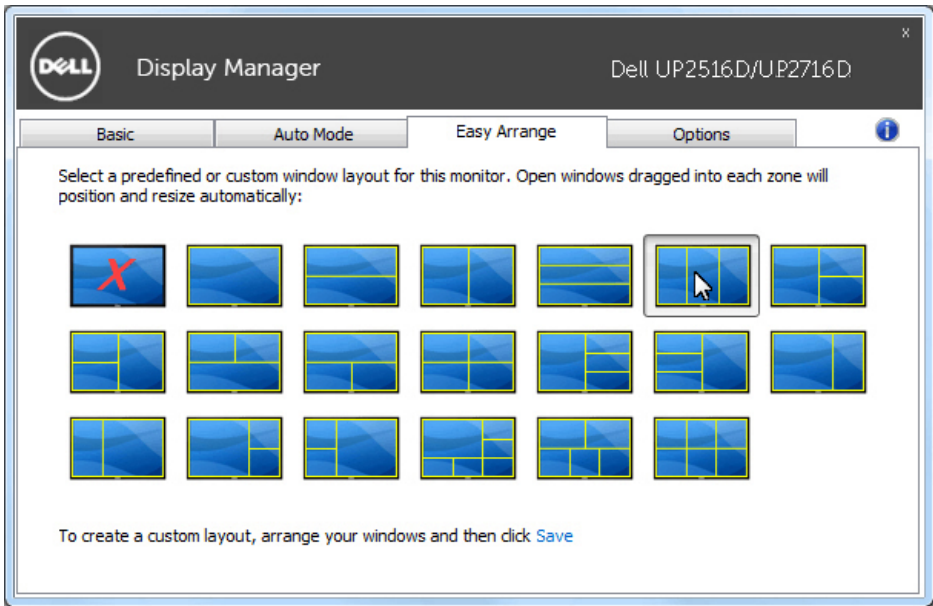 x
DELL
Display Manager
Dell UP2516D/UP2716D
Basic
Auto Mode
Easy Arrange
Options
i
Select a predefined or custom window layout for this monitor. Open windows dragged into each zone will
position and resize automatically:
X
To create a custom layout, arrange your windows and then click Save